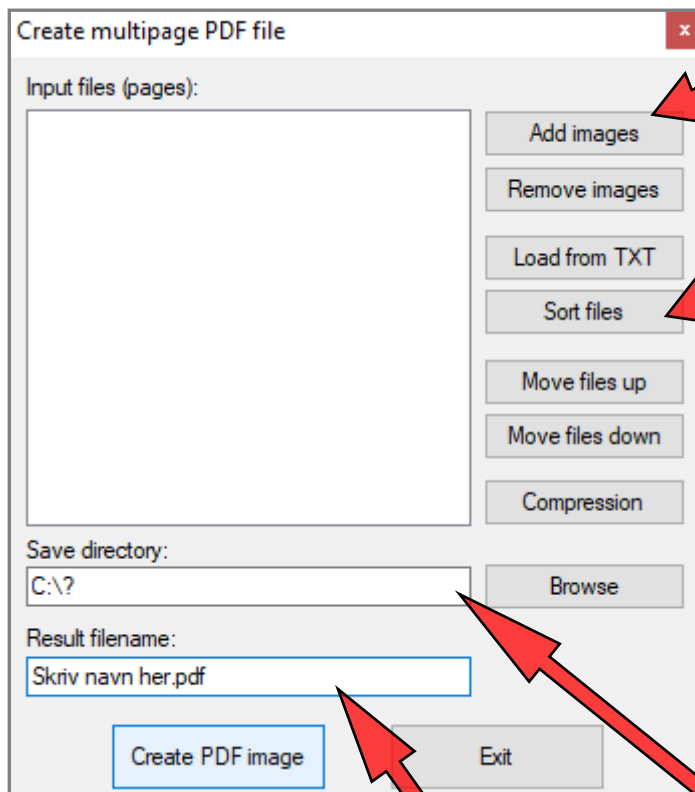 Create multipage PDF file
x
Input files (pages):
Add images
Remove images
Load from TXT
Sort files
Move files up
Move files down
Compression
Save directory:
C:\?
Browse
Result filename:
Skriv navn her.pdf
Create PDF image
Exit